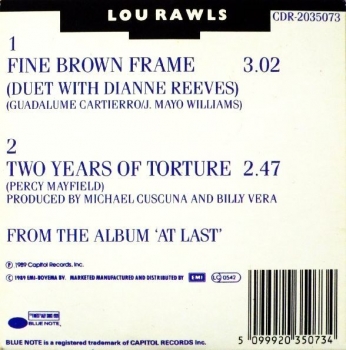 LOU RAWLS
CDR-2035073
1
FINE BROWN FRAME 3.02
(DUET WITH DIANNE REEVES)
(GUADALUME CARTIERRO/J. MAYO WILLIAMS)
2
TWO YEARS OF TORTURE 2.47
(PERCY MAYFIELD)
PRODUCED BY MICHAEL CUSCUNA AND BILLY VERA
FROM THE ALBUM 'AT LAST'
Ⓟ 1989 Capitol Records, Inc.
© 1989 EMI-BOVEMA BV. MARKETED MANUFACTURED AND DISTRIBUTED BY EMI LC 0542
BLUE NOTE
BLUE NOTE is a registered trademark of CAPITOL RECORDS Inc.
5 099920 350734